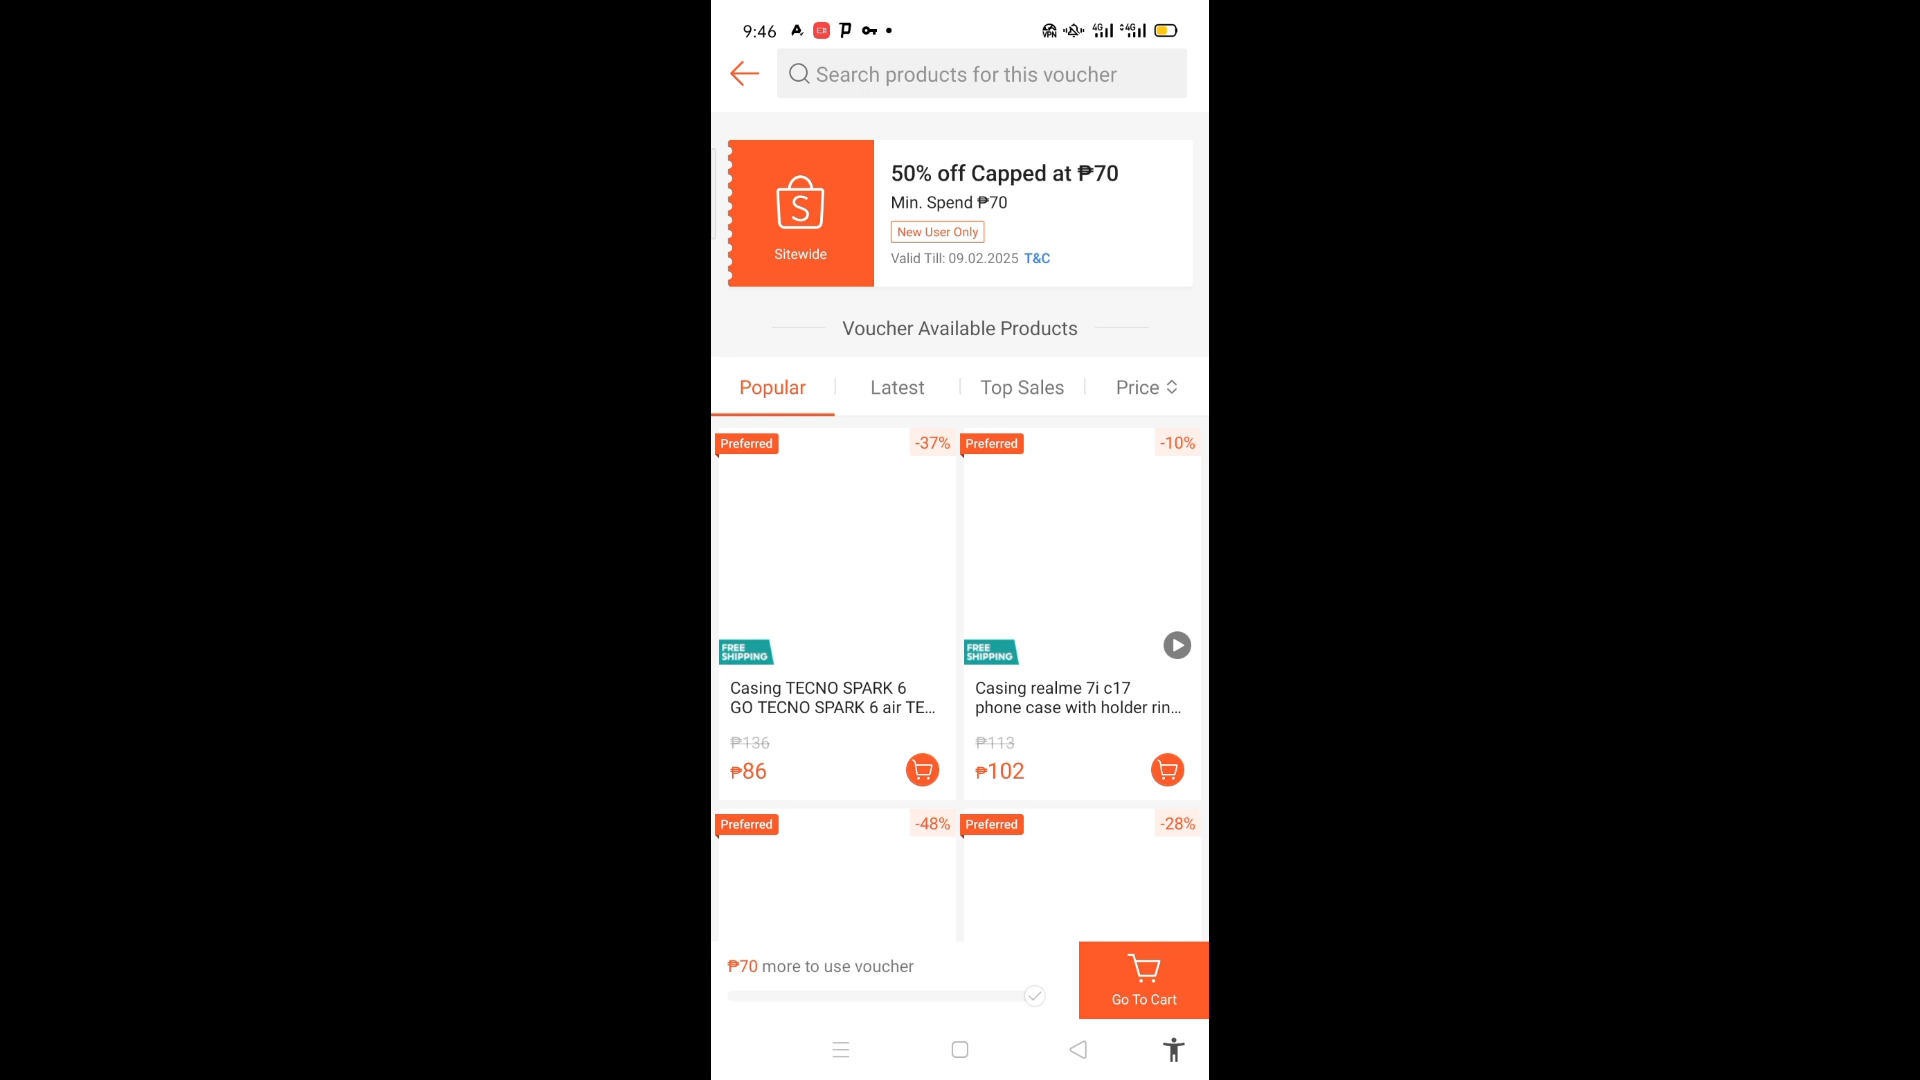 9:46
VPN
4G
4G
Search products for this voucher
S
Sitewide
50% off Capped at ₱70
Min. Spend ₱70
New User Only
Valid Till: 09.02.2025 T&C
Voucher Available Products
Popular
Latest
Top Sales
Price
Preferred
-37%
Preferred
-10%
FREE
SHIPPING
FREE
SHIPPING
Casing TECNO SPARK 6
GO TECNO SPARK 6 air TE...
₱136
₱86
Casing realme 7i c17
phone case with holder rin...
₱113
₱102
Preferred
-48%
Preferred
-28%
₱70 more to use voucher
Go To Cart